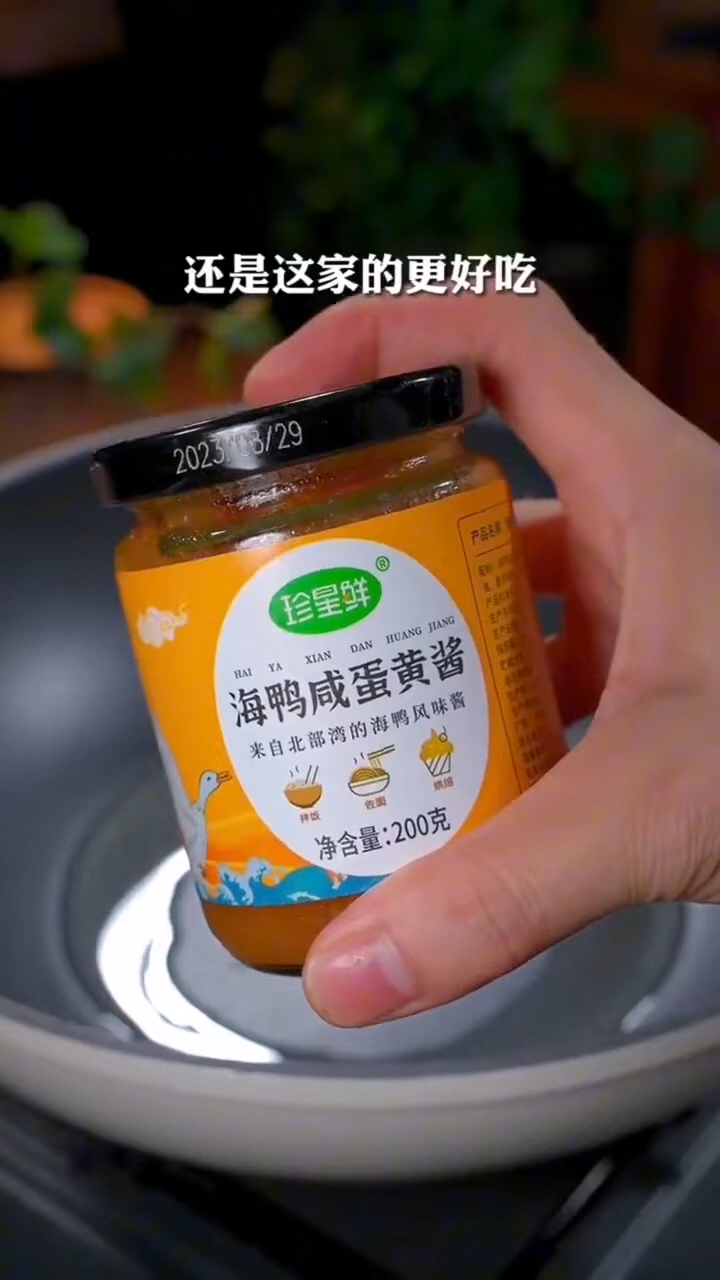 还是这家的更好吃
2023/08/29
珍星鲜®
HAI YA XIAN DAN HUANG JIANG
海鸭咸蛋黄酱
来自北部湾的海鸭风味酱
拌饭 佐面 烘焙
净含量:200克
产品名称